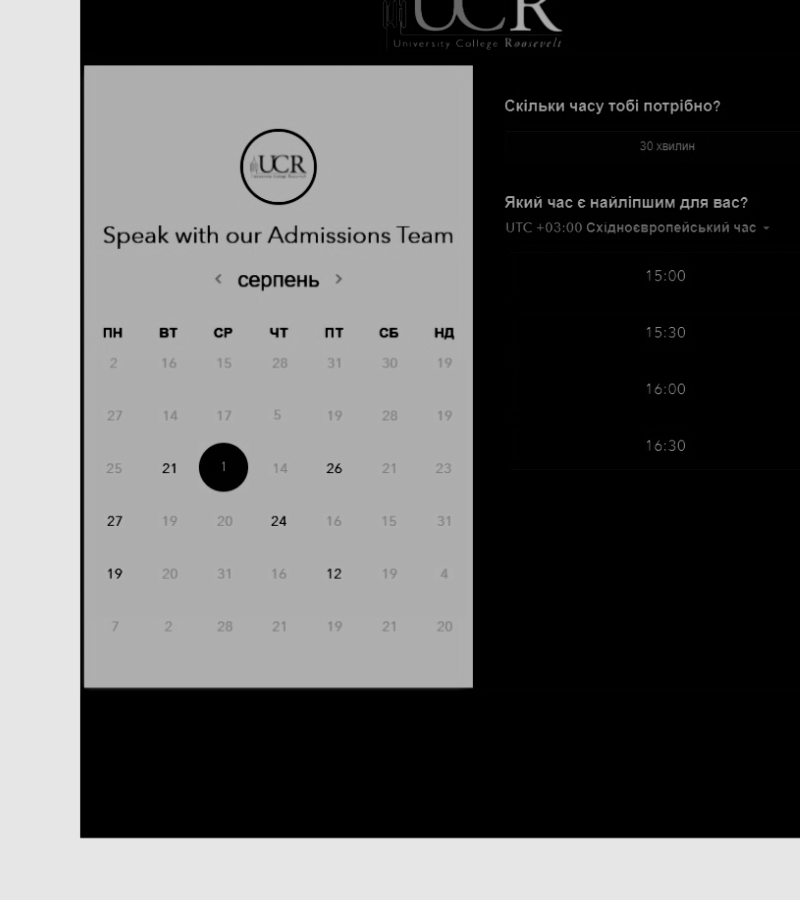 UCR
University College Roosevelt
UCR
Speak with our Admissions Team
< серпень >
ПН ВТ СР ЧТ ПТ СБ НД
2 16 15 28 31 30 19
27 14 17 5 19 28 19
25 21 1 14 26 21 23
27 19 20 24 16 15 31
19 20 31 16 12 19 4
7 2 28 21 19 21 20
Скільки часу тобі потрібно?
30 хвилин
Який час є найліпшим для вас?
UTC +03:00 Східноєвропейський час
15:00
15:30
16:00
16:30